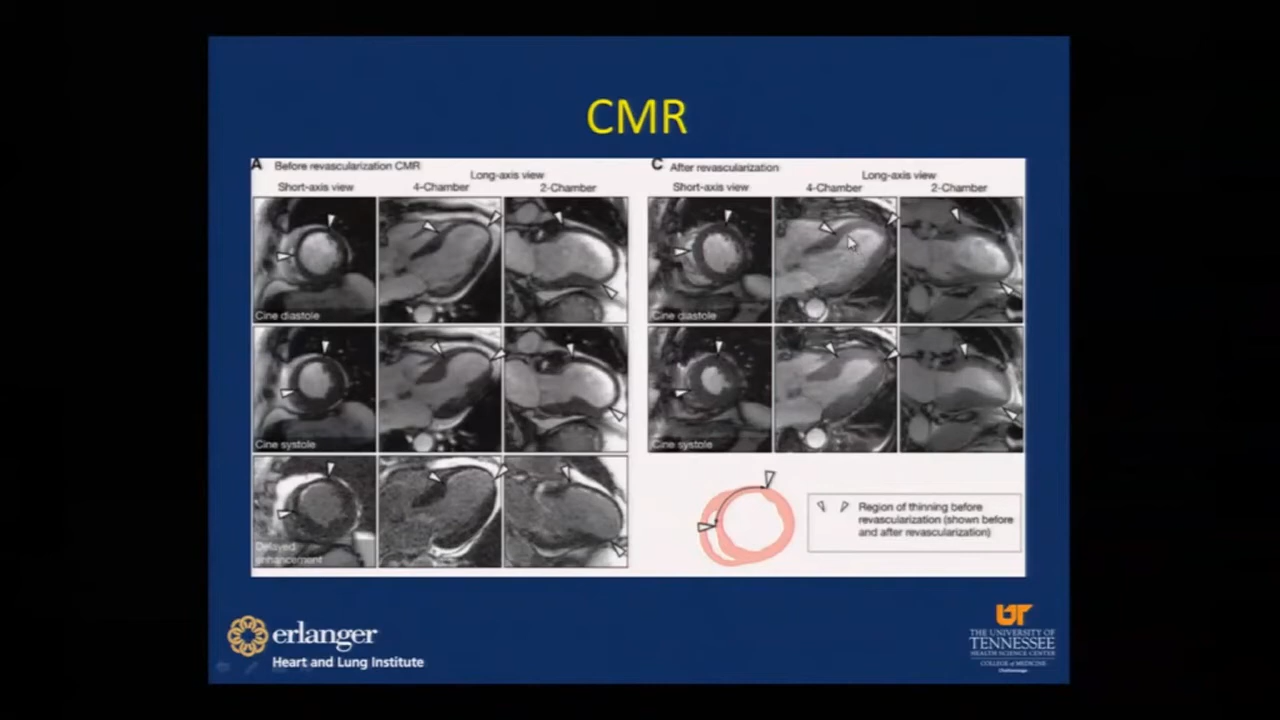 CMR
A Before revascularization CMR
Long-axis view
Short-axis view 4-Chamber 2-Chamber
Cine diastole
Cine systole
Delayed
enhancement
C After revascularization
Long-axis view
Short-axis view 4-Chamber 2-Chamber
Cine diastole
Cine systole
Region of thinning before
revascularization (shown before
and after revascularization)
erlanger
Heart and Lung Institute
UT
THE UNIVERSITY OF
TENNESSEE
HEALTH SCIENCE CENTER
COLLEGE of MEDICINE
Chattanooga